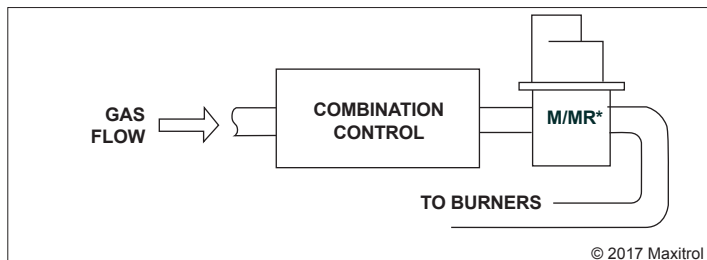 GAS
FLOW
COMBINATION
CONTROL
M/MR*
TO BURNERS
© 2017 Maxitrol